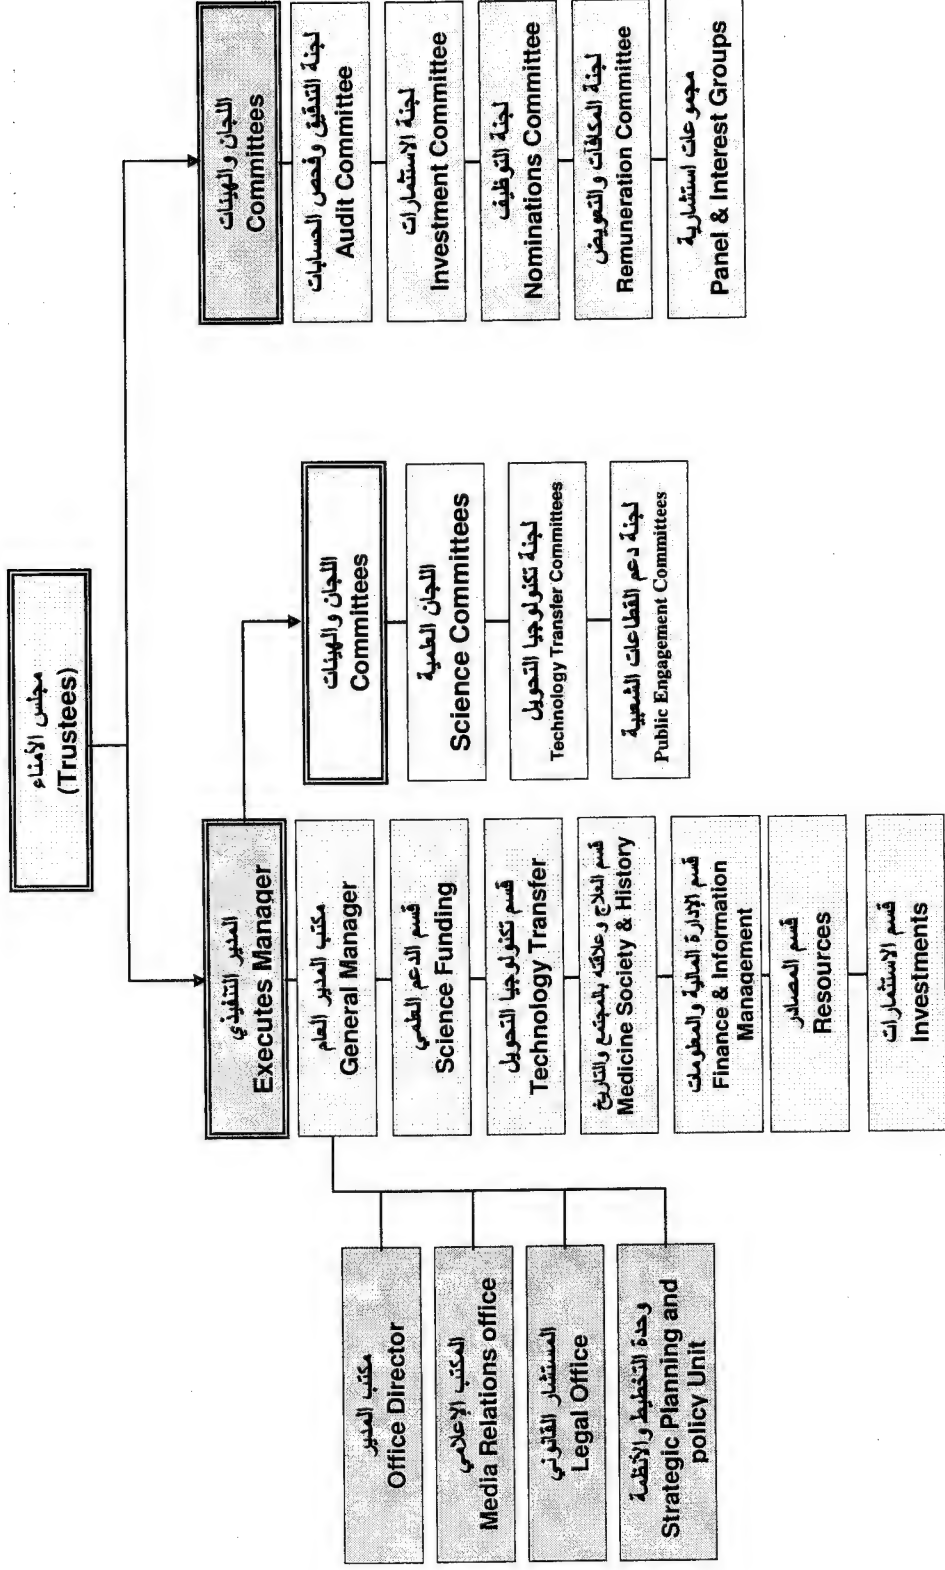 مجلس الأمناء
(Trustees)
المدير التنفيذي
Executes Manager
مكتب المدير العام
General Manager
قسم الدعم العلمي
Science Funding
قسم تكنولوجيا التحويل
Technology Transfer
قسم العلاج وعلاقته بالمجتمع والتاريخ
Medicine Society & History
قسم الإدارة المالية والمعلومات
Finance & Information
Management
قسم المصادر
Resources
قسم الاستثمارات
Investments
مكتب المدير
Office Director
المكتب الإعلامي
Media Relations office
المستشار القانوني
Legal Office
وحدة التخطيط والأنظمة
Strategic Planning and
policy Unit
اللجان والهيئات
Committees
اللجان العلمية
Science Committees
لجنة تكنولوجيا التحويل
Technology Transfer Committees
لجنة دعم القطاعات الشعبية
Public Engagement Committees
اللجان والهيئات
Committees
لجنة التدقيق وفحص الحسابات
Audit Committee
لجنة الاستثمارات
Investment Committee
لجنة التوظيف
Nominations Committee
لجنة المكافآت والتعويض
Remuneration Committee
مجموعات استشارية
Panel & Interest Groups